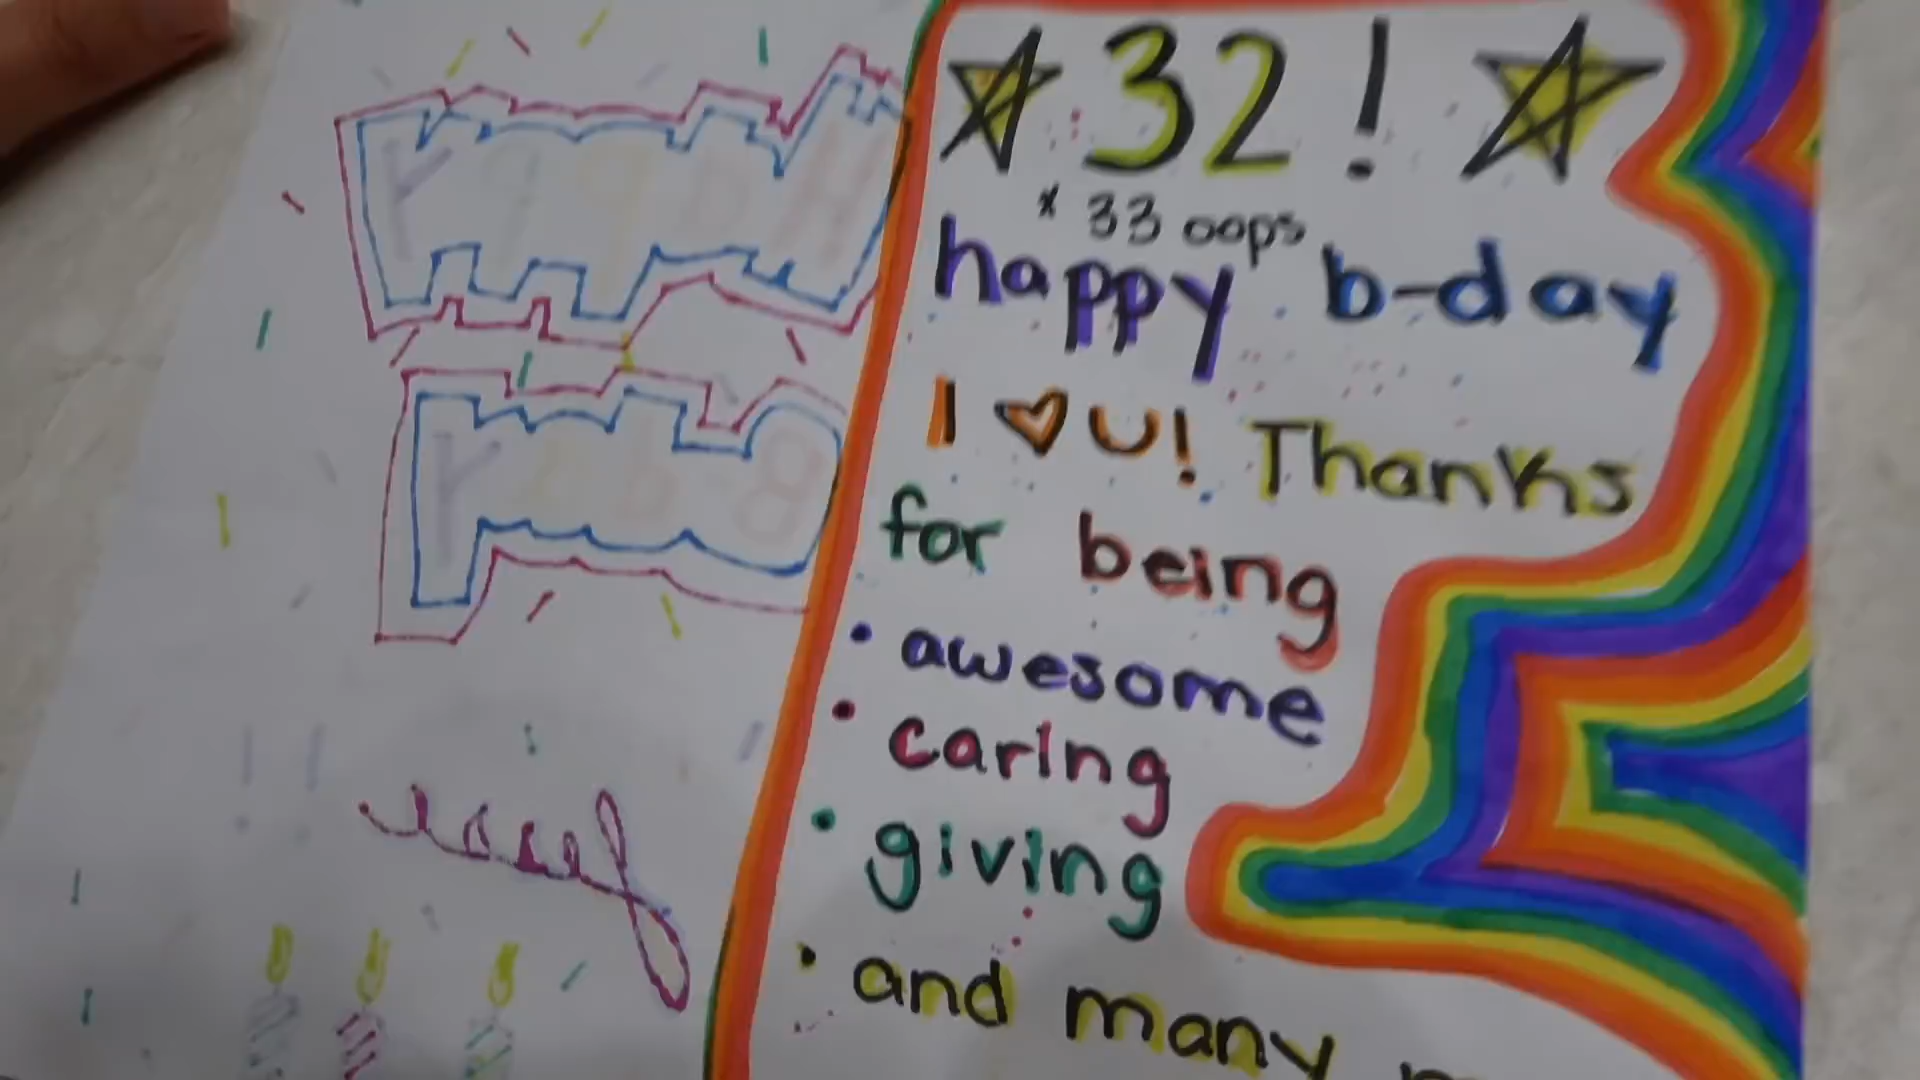 32!
* 33 oops
happy b-day
I ♡ U! Thanks
for being
• awesome
• caring
• giving
• and many